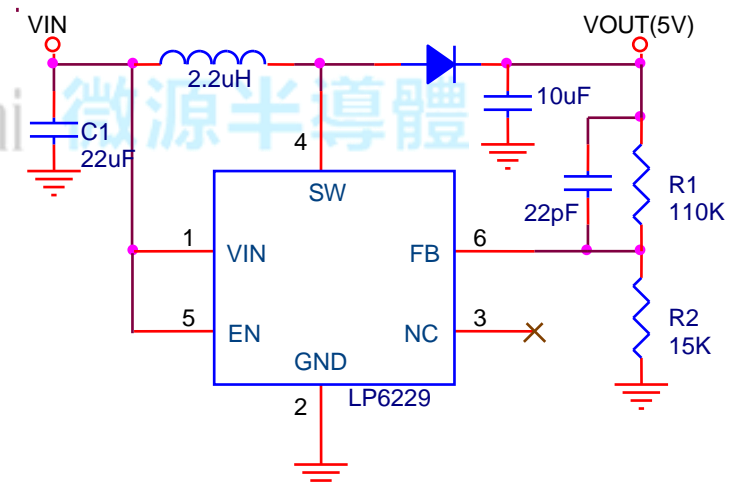 VIN
VOUT(5V)
2.2uH
10uF
微源半導體
C1
22uF
4
SW
22pF
R1
110K
1
VIN
FB
6
5
EN
NC
3
R2
15K
GND
2
LP6229